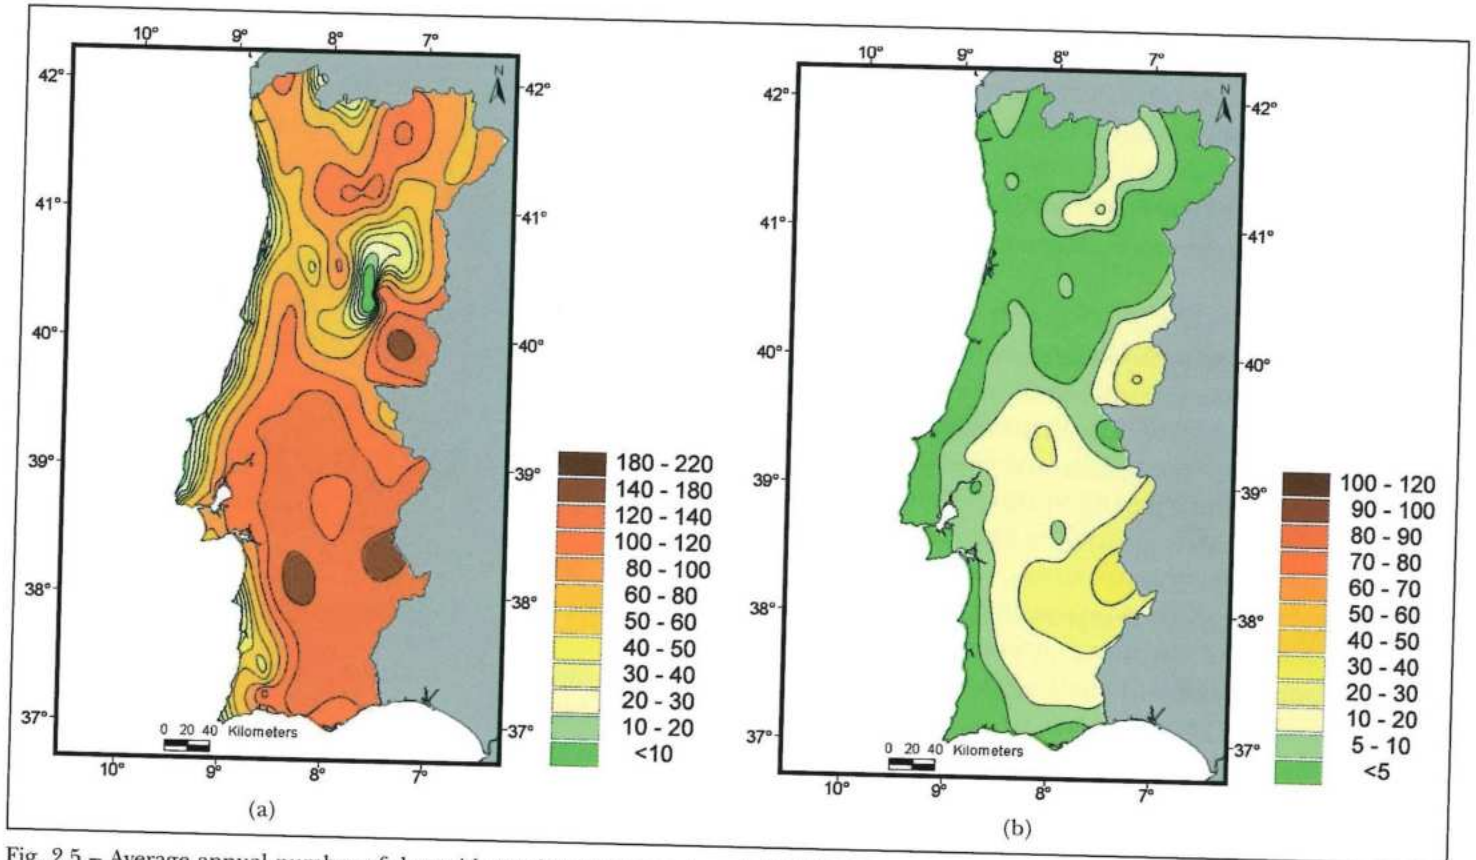 10° 9° 8° 7°
42° 42°
41° 41°
40° 40°
39° 39°
38° 38°
37° 37°
10° 9° 8° 7°
N
0 20 40 Kilometers
180 - 220
140 - 180
120 - 140
100 - 120
80 - 100
60 - 80
50 - 60
40 - 50
30 - 40
20 - 30
10 - 20
<10
(a)
10° 9° 8° 7°
42° 42°
41° 41°
40° 40°
39° 39°
38° 38°
37° 37°
10° 9° 8° 7°
N
0 20 40 Kilometers
100 - 120
90 - 100
80 - 90
70 - 80
60 - 70
50 - 60
40 - 50
30 - 40
20 - 30
10 - 20
5 - 10
<5
(b)
Fig. 2.5 – Average annual number of days with